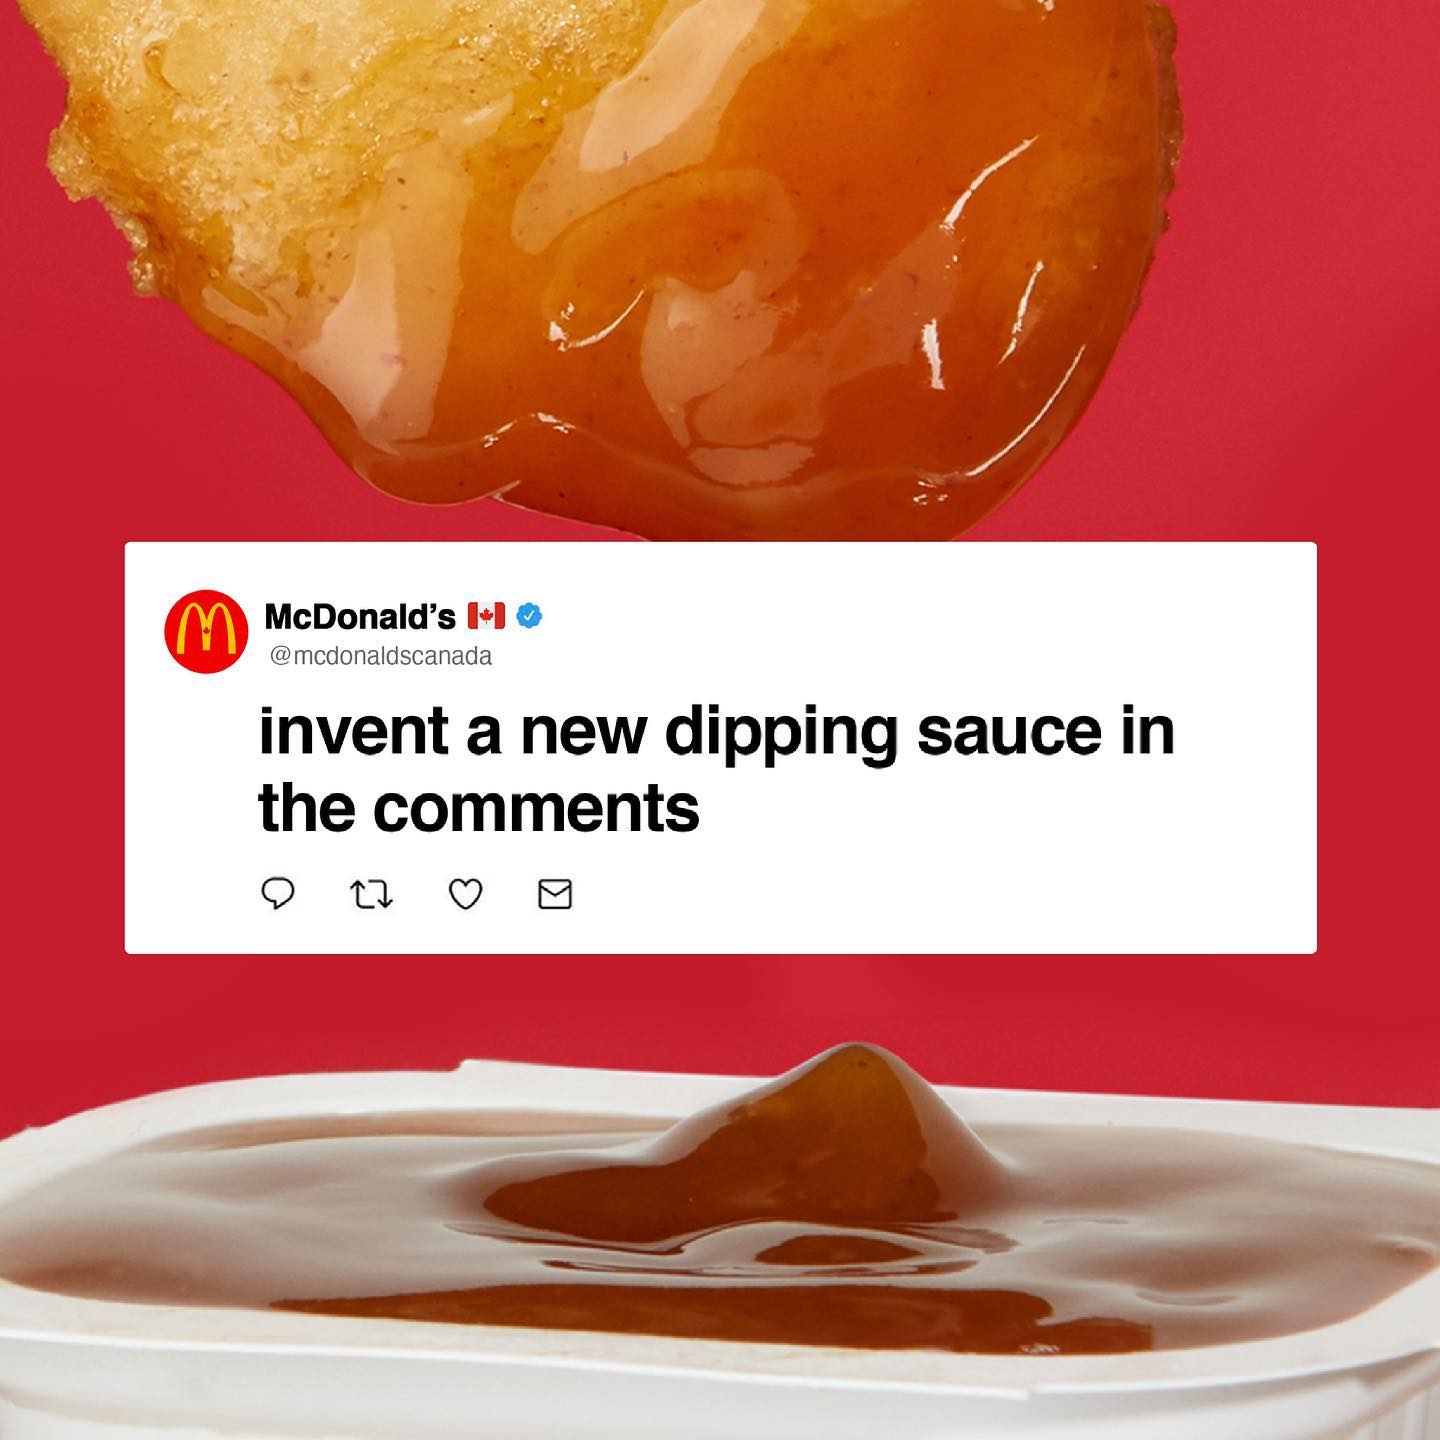 McDonald’s
@mcdonaldscanada
invent a new dipping sauce in
the comments